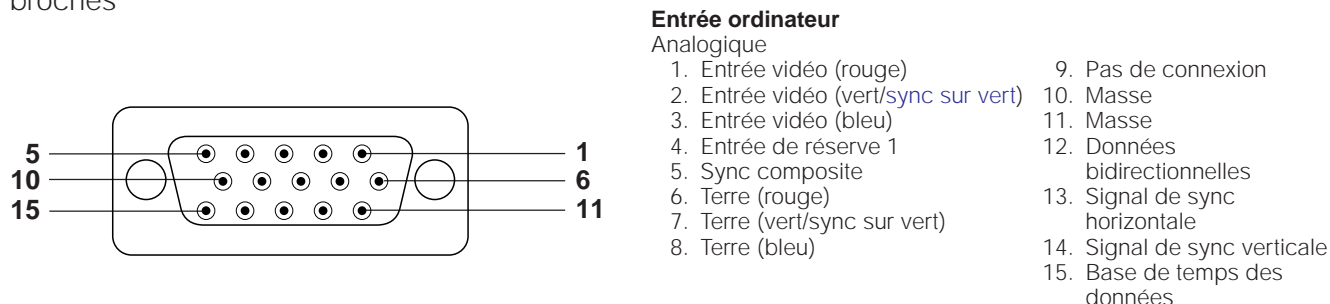 broches
5
10
15
1
6
11
Entrée ordinateur
Analogique
1. Entrée vidéo (rouge)
2. Entrée vidéo (vert/sync sur vert)
3. Entrée vidéo (bleu)
4. Entrée de réserve 1
5. Sync composite
6. Terre (rouge)
7. Terre (vert/sync sur vert)
8. Terre (bleu)
9. Pas de connexion
10. Masse
11. Masse
12. Données
bidirectionnelles
13. Signal de sync
horizontale
14. Signal de sync verticale
15. Base de temps des
données